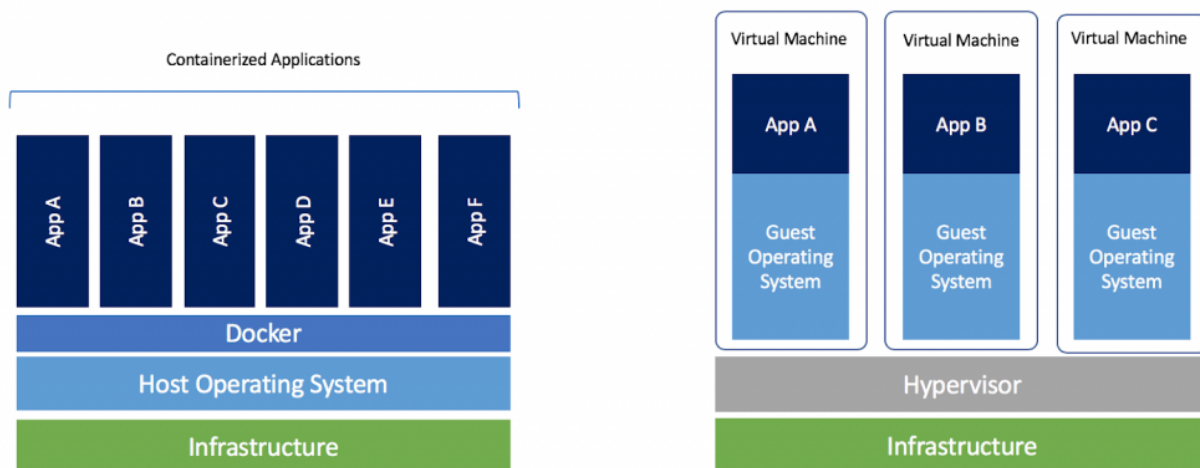 Containerized Applications
App A
App B
App C
App D
App E
App F
Docker
Host Operating System
Infrastructure
Virtual Machine
App A
Guest
Operating
System
Virtual Machine
App B
Guest
Operating
System
Virtual Machine
App C
Guest
Operating
System
Hypervisor
Infrastructure